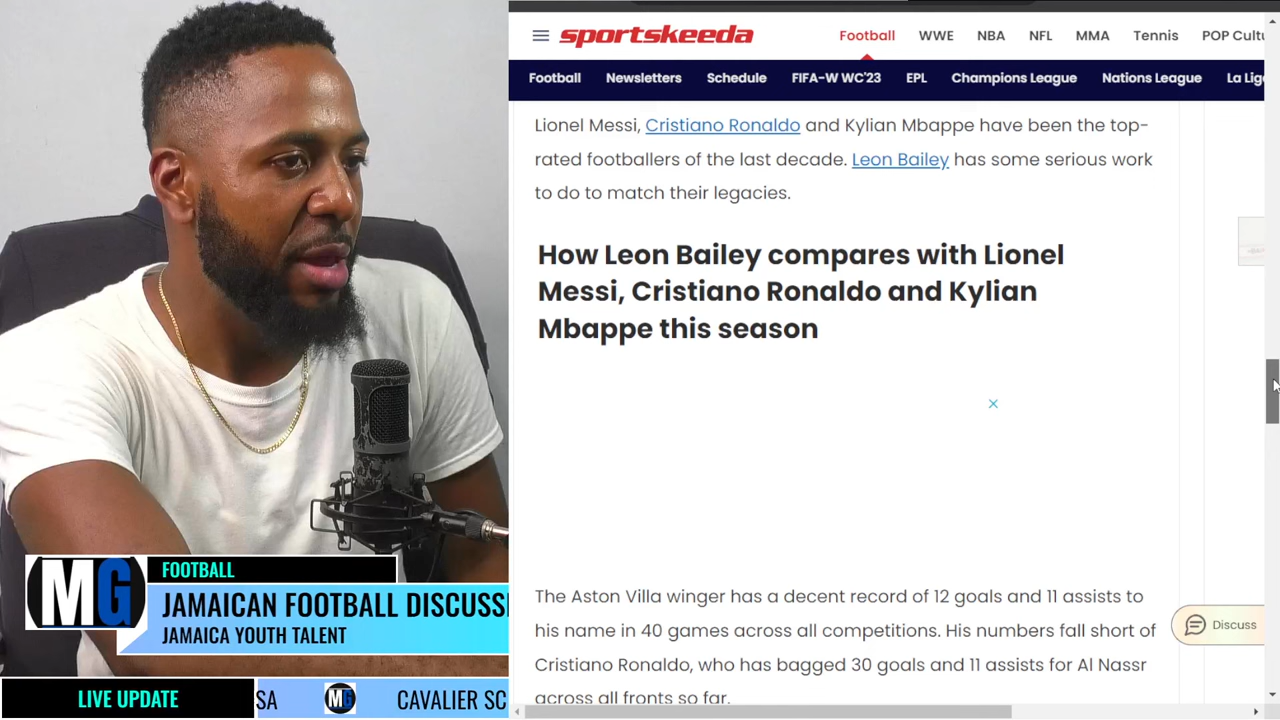 sportskeeda
Football WWE NBA NFL MMA Tennis POP Cultu
Football Newsletters Schedule FIFA-W WC'23 EPL Champions League Nations League La Lig
Lionel Messi, Cristiano Ronaldo and Kylian Mbappe have been the top-
rated footballers of the last decade. Leon Bailey has some serious work
to do to match their legacies.
How Leon Bailey compares with Lionel
Messi, Cristiano Ronaldo and Kylian
Mbappe this season
The Aston Villa winger has a decent record of 12 goals and 11 assists to
his name in 40 games across all competitions. His numbers fall short of
Cristiano Ronaldo, who has bagged 30 goals and 11 assists for Al Nassr
across all fronts so far.
Discuss
MG
FOOTBALL
JAMAICAN FOOTBALL DISCUSS
JAMAICA YOUTH TALENT
LIVE UPDATE
SA MG CAVALIER SC